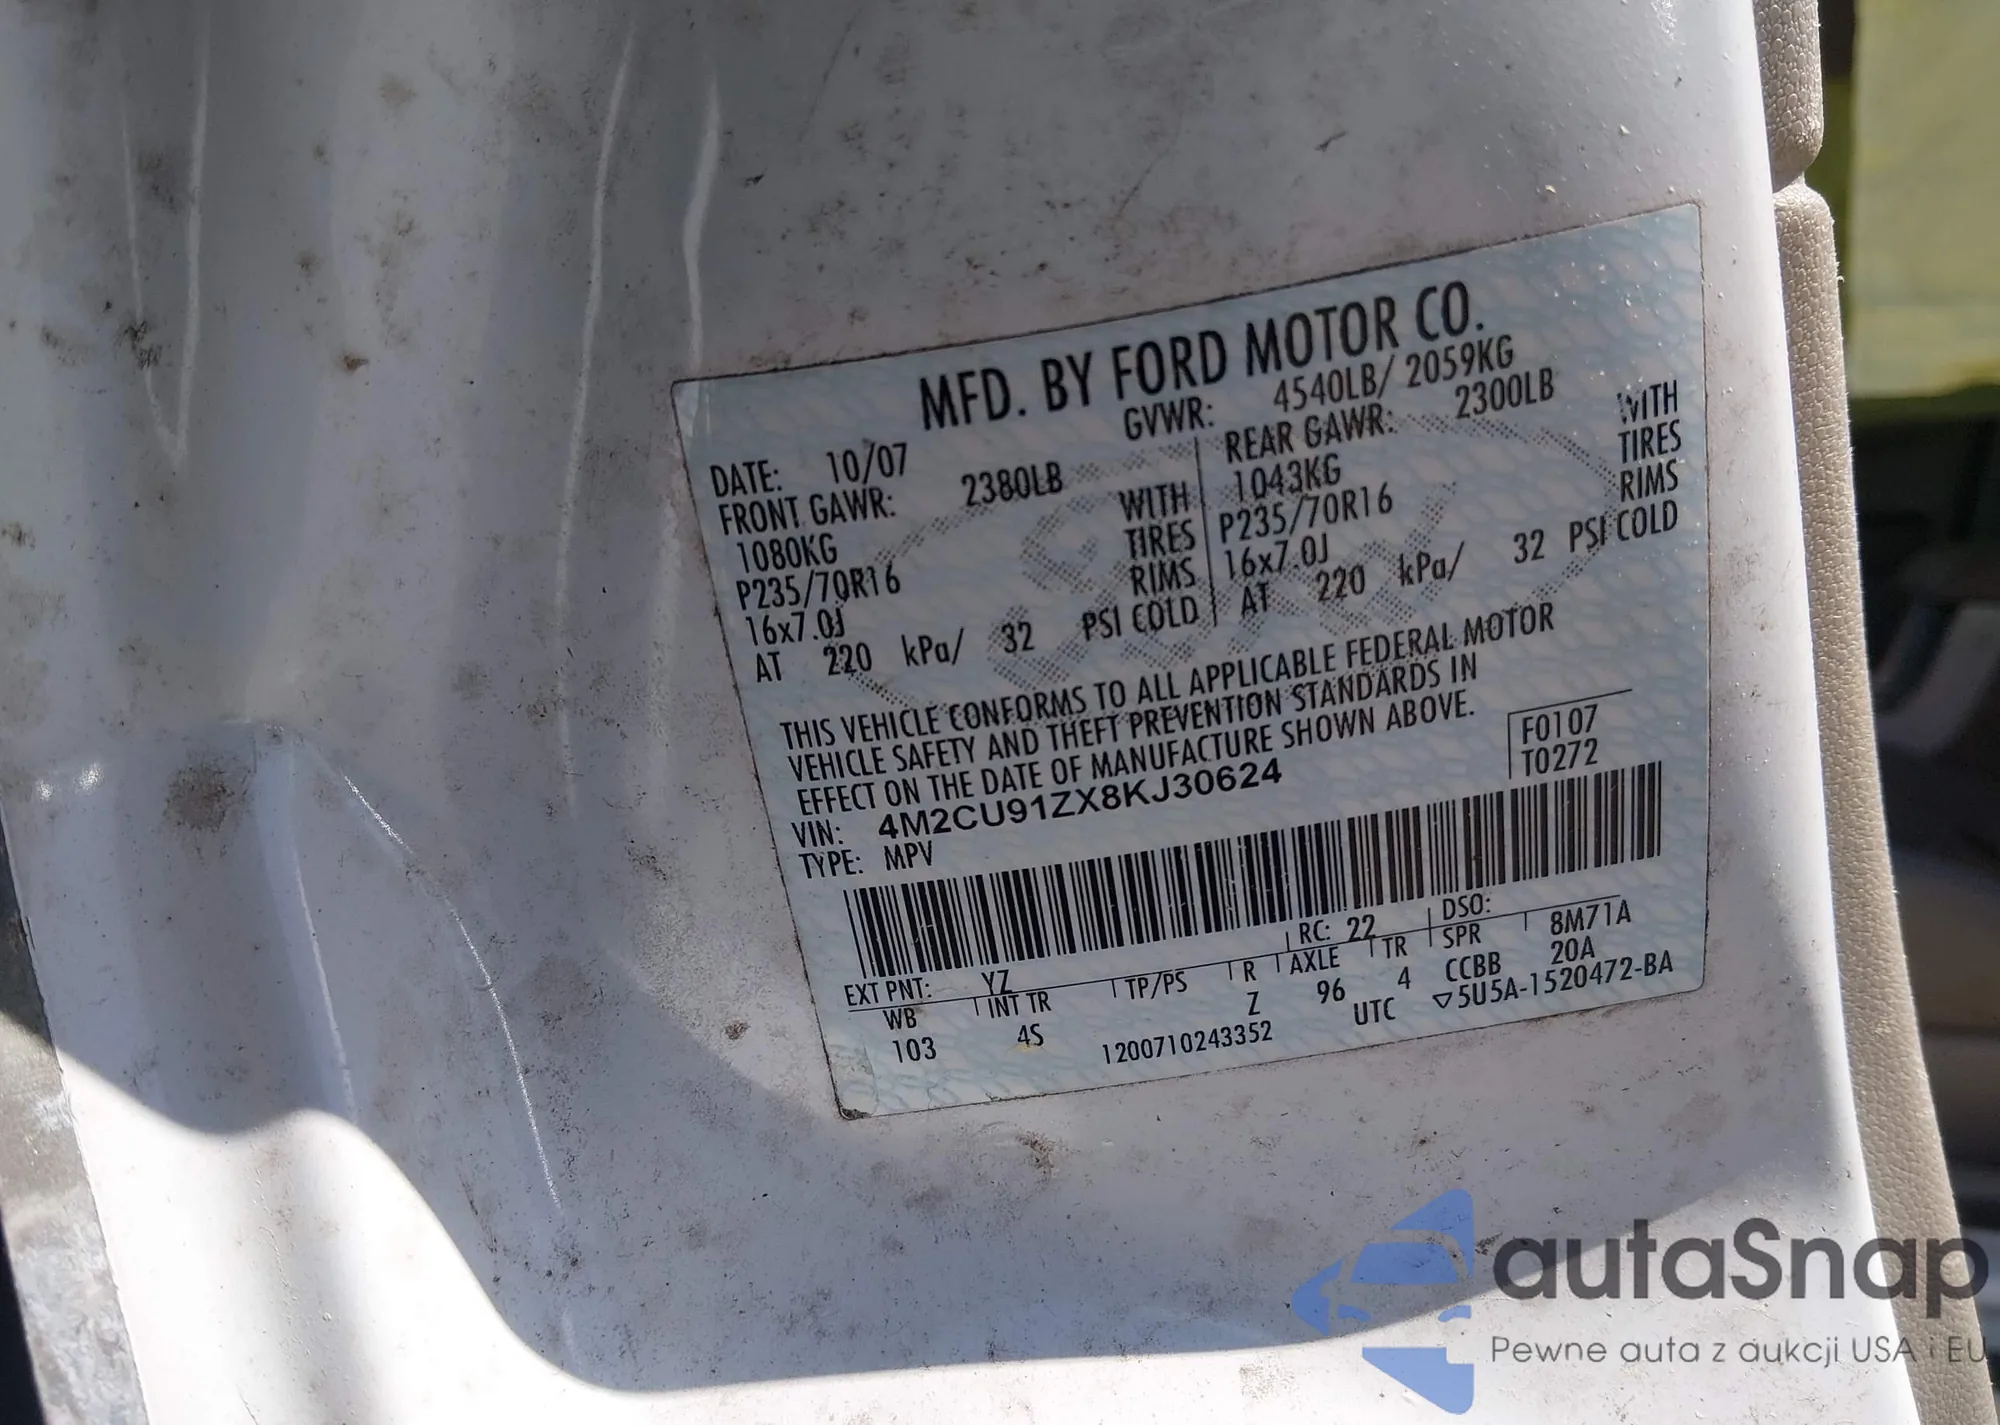 MFD. BY FORD MOTOR CO.
DATE: 10/07 GVWR: 4540LB/ 2059KG
FRONT GAWR: 2380LB REAR GAWR: 2300LB
1080KG WITH 1043KG WITH
P235/70R16 TIRES P235/70R16 TIRES
16x7.0J RIMS 16x7.0J RIMS
AT 220 kPa/ 32 PSI COLD AT 220 kPa/ 32 PSI COLD
THIS VEHICLE CONFORMS TO ALL APPLICABLE FEDERAL MOTOR
VEHICLE SAFETY AND THEFT PREVENTION STANDARDS IN
EFFECT ON THE DATE OF MANUFACTURE SHOWN ABOVE.
VIN: 4M2CU91ZX8KJ30624 F0107
TYPE: MPV T0272
EXT PNT: YZ RC: 22 DSO: 8M71A
WB INT TR TP/PS R AXLE TR SPR 20A
103 4S Z 96 4 CCBB
1200710243352 UTC ▽5U5A-1520472-BA
autaSnap
Pewne auta z aukcji USA i EU